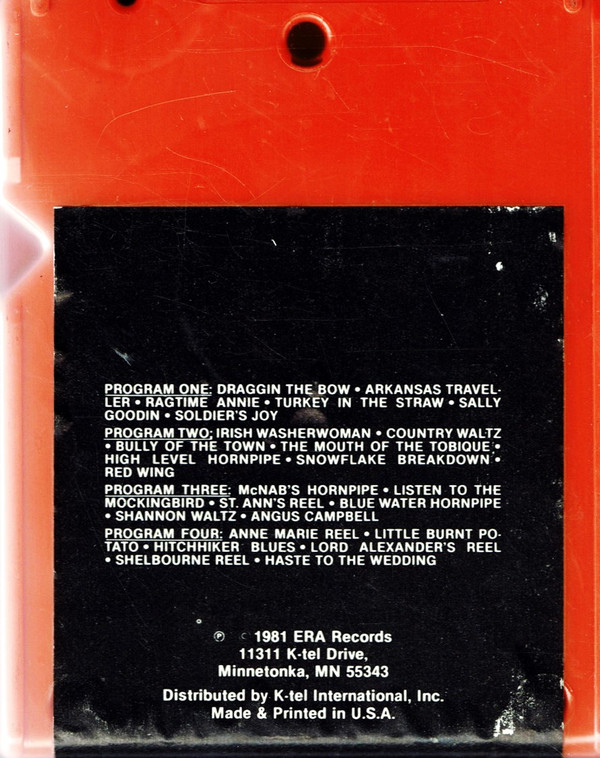 PROGRAM ONE: DRAGGIN THE BOW • ARKANSAS TRAVEL-
LER • RAGTIME ANNIE • TURKEY IN THE STRAW • SALLY
GOODIN • SOLDIER'S JOY
PROGRAM TWO: IRISH WASHERWOMAN • COUNTRY WALTZ
• BULLY OF THE TOWN • THE MOUTH OF THE TOBIQUE •
HIGH LEVEL HORNPIPE • SNOWFLAKE BREAKDOWN •
RED WING
PROGRAM THREE: McNAB'S HORNPIPE • LISTEN TO THE
MOCKINGBIRD • ST. ANN'S REEL • BLUE WATER HORNPIPE
• SHANNON WALTZ • ANGUS CAMPBELL
PROGRAM FOUR: ANNE MARIE REEL • LITTLE BURNT PO-
TATO • HITCHHIKER BLUES • LORD ALEXANDER'S REEL
• SHELBOURNE REEL • HASTE TO THE WEDDING
℗ © 1981 ERA Records
11311 K-tel Drive,
Minnetonka, MN 55343
Distributed by K-tel International, Inc.
Made & Printed in U.S.A.